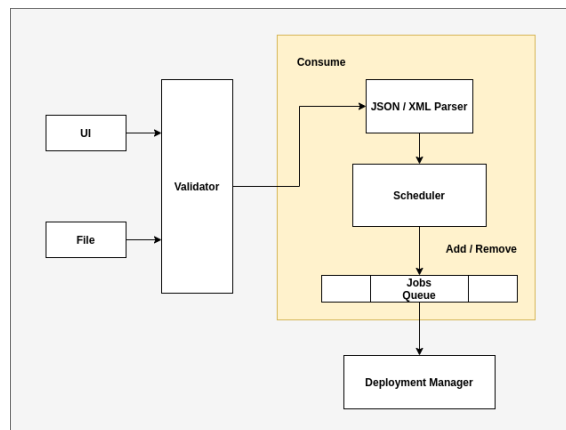 Consume
JSON / XML Parser
UI
Validator
Scheduler
File
Add / Remove
Jobs
Queue
Deployment Manager